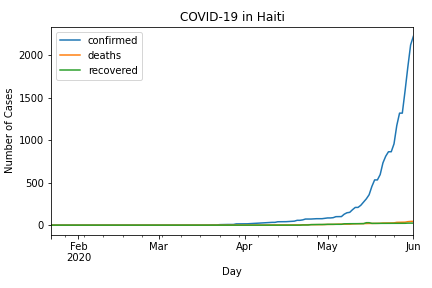 COVID-19 in Haiti
confirmed
deaths
recovered
Number of Cases
2000
1500
1000
500
0
Feb
2020
Mar
Apr
May
Jun
Day